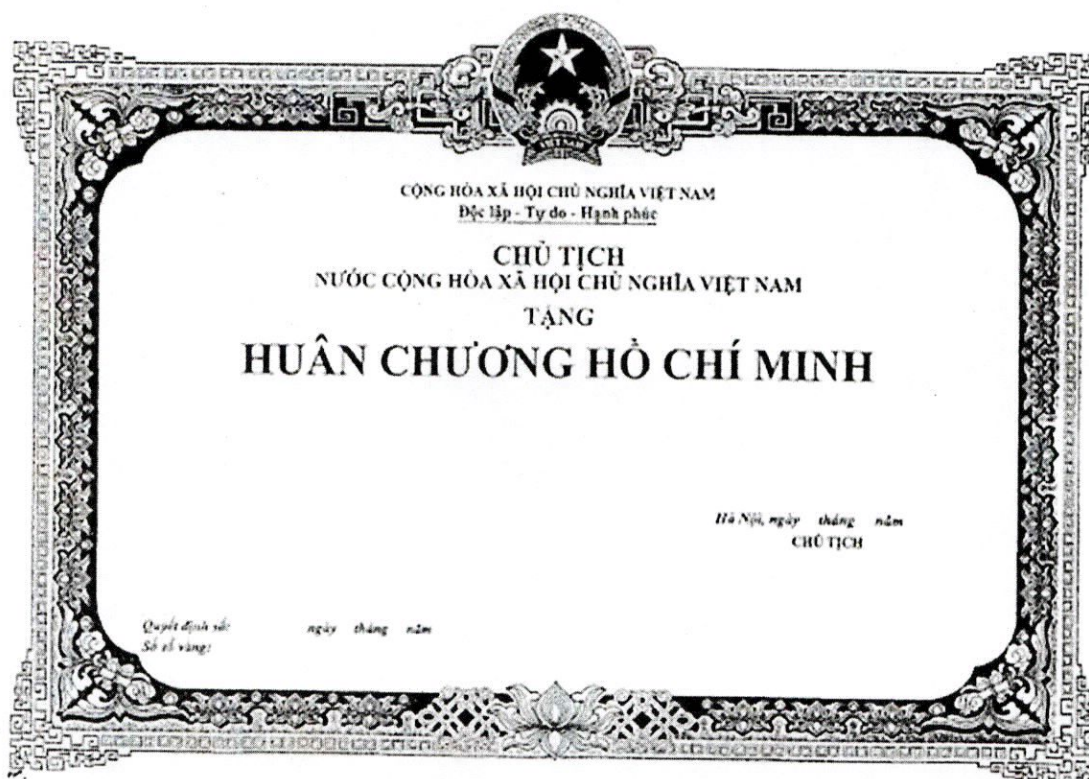 VIỆT NAM
CỘNG HÒA XÃ HỘI CHỦ NGHĨA VIỆT NAM
Độc lập - Tự do - Hạnh phúc
CHỦ TỊCH
NƯỚC CỘNG HÒA XÃ HỘI CHỦ NGHĨA VIỆT NAM
TẶNG
HUÂN CHƯƠNG HỒ CHÍ MINH
Hà Nội, ngày tháng năm
CHỦ TỊCH
Quyết định số: ngày tháng năm
Số sổ vàng: